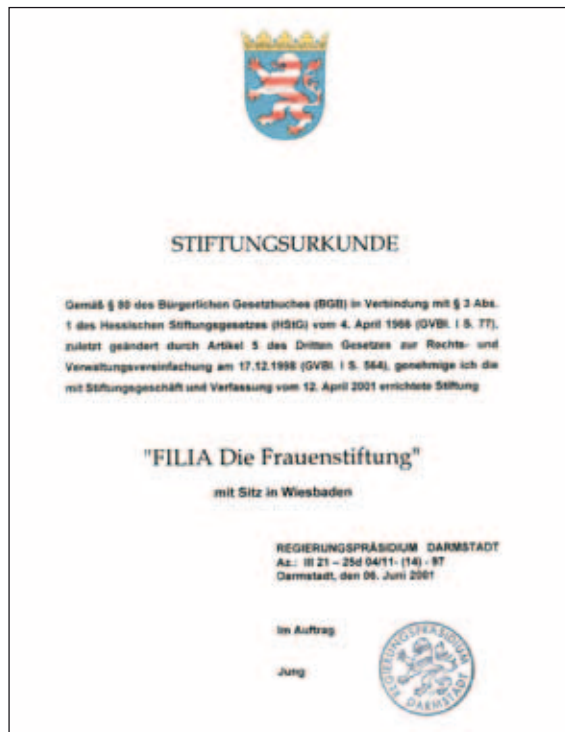 STIFTUNGSURKUNDE
Gemäß § 80 des Bürgerlichen Gesetzbuches (BGB) in Verbindung mit § 3 Abs.
1 des Hessischen Stiftungsgesetzes (HStG) vom 4. April 1966 (GVBl. I S. 77),
zuletzt geändert durch Artikel 5 des Dritten Gesetzes zur Rechts- und
Verwaltungsvereinfachung am 17.12.1998 (GVBl. I S. 564), genehmige ich die
mit Stiftungsgeschäft und Verfassung vom 12. April 2001 errichtete Stiftung
"FILIA Die Frauenstiftung"
mit Sitz in Wiesbaden
REGIERUNGSPRÄSIDIUM DARMSTADT
Az.: III 21 – 25d 04/11- (14) - 97
Darmstadt, den 06. Juni 2001
Im Auftrag
Jung
REGIERUNGSPRÄSIDIUM
DARMSTADT